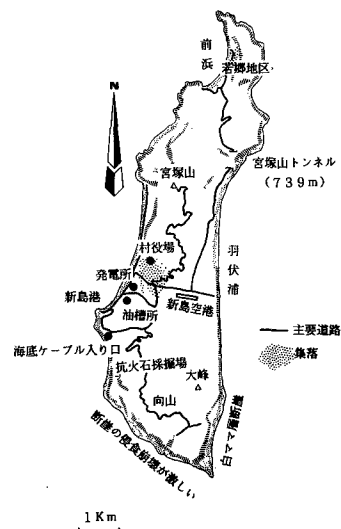 前浜
若郷地区
N
宮塚山トンネル
(739m)
宮塚山
羽伏浦
村役場
発電所
新島港
新島空港
油槽所
主要道路
集落
海底ケーブル入り口
抗火石採掘場
大峰
向山
白ママ層断崖
断崖の侵食崩壊が激しい
1Km